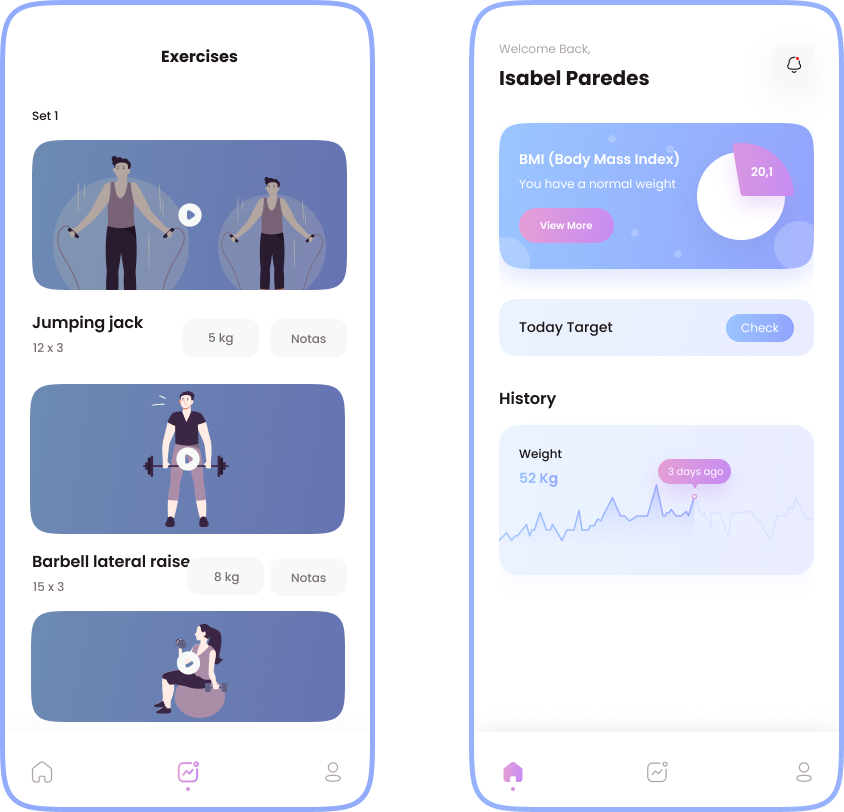 Exercises
Set 1
Jumping jack
12 x 3
5 kg
Notas
Barbell lateral raise
15 x 3
8 kg
Notas
Welcome Back,
Isabel Paredes
BMI (Body Mass Index)
You have a normal weight
View More
20,1
Today Target
Check
History
Weight
52 Kg
3 days ago